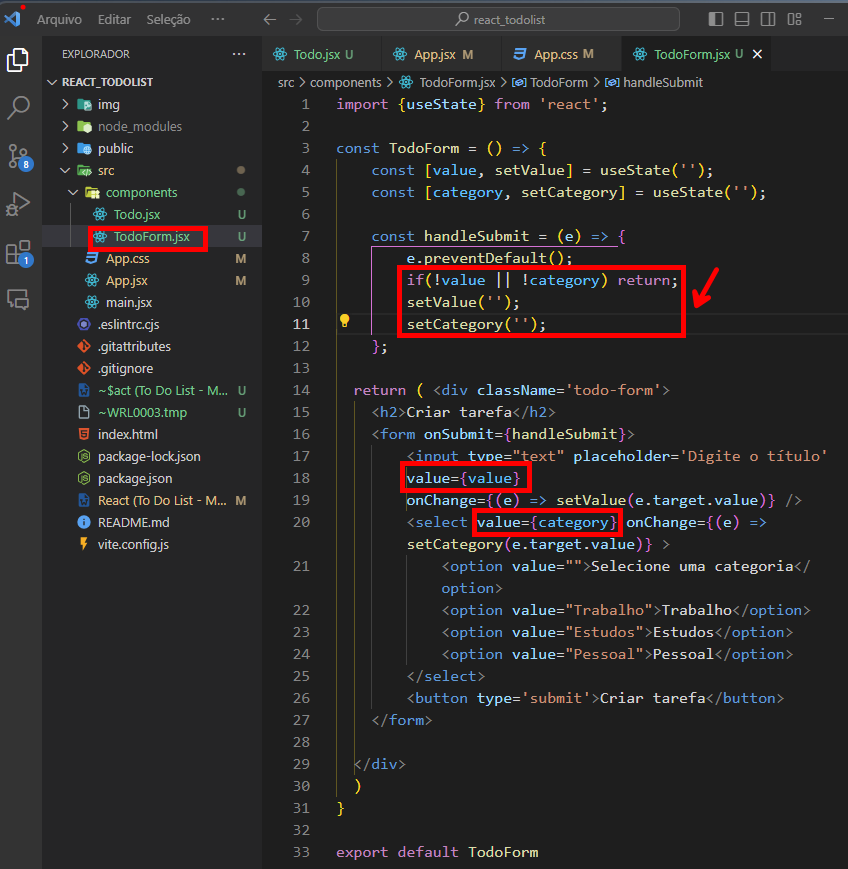 Arquivo Editar Seleção ··· react_todolist
EXPLORADOR ···
REACT_TODOLIST
img
node_modules
public
src
components
Todo.jsx U
TodoForm.jsx U
App.css M
App.jsx M
main.jsx
.eslintrc.cjs
.gitattributes
.gitignore
~$act (To Do List - M... U
~WRL0003.tmp U
index.html
package-lock.json
package.json
React (To Do List - M... M
README.md
vite.config.js
8
1
Todo.jsx U App.jsx M App.css M TodoForm.jsx U
src > components > TodoForm.jsx > TodoForm > handleSubmit
1 import {useState} from 'react';
2
3 const TodoForm = () => {
4 const [value, setValue] = useState('');
5 const [category, setCategory] = useState('');
6
7 const handleSubmit = (e) => {
8 e.preventDefault();
9 if(!value || !category) return;
10 setValue('');
11 setCategory('');
12 };
13
14 return ( <div className='todo-form'>
15 <h2>Criar tarefa</h2>
16 <form onSubmit={handleSubmit}>
17 <input type="text" placeholder='Digite o título'
18 value={value}
19 onChange={(e) => setValue(e.target.value)} />
20 <select value={category} onChange={(e) =>
setCategory(e.target.value)} >
21 <option value="">Selecione uma categoria</
option>
22 <option value="Trabalho">Trabalho</option>
23 <option value="Estudos">Estudos</option>
24 <option value="Pessoal">Pessoal</option>
25 </select>
26 <button type='submit'>Criar tarefa</button>
27 </form>
28
29 </div>
30 )
31 }
32
33 export default TodoForm